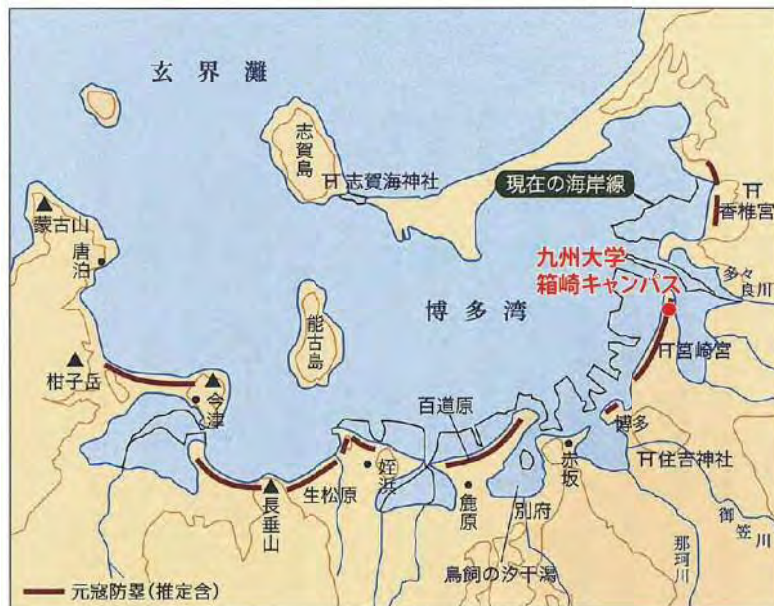 玄界灘
志賀島
志賀海神社
現在の海岸線
香椎宮
蒙古山
唐泊
九州大学
箱崎キャンパス
多々
良川
能古島
博多湾
柑子岳
今津
宮崎宮
百道原
博多
姪浜
赤坂
住吉神社
生松原
長垂山
麁原
別府
御笠川
那珂川
鳥飼の汐干潟
元寇防塁(推定含)